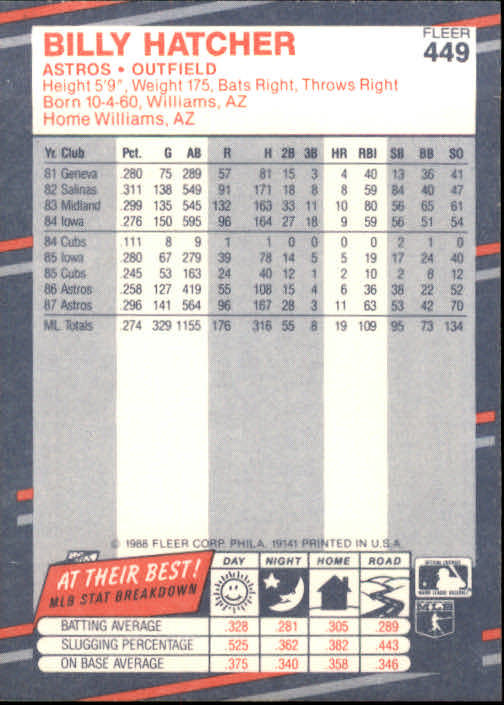 BILLY HATCHER
FLEER
449
ASTROS • OUTFIELD
Height 5'9", Weight 175, Bats Right, Throws Right
Born 10-4-60, Williams, AZ
Home Williams, AZ
Yr. Club Pct. G AB R H 2B 3B HR RBI SB BB SO
81 Geneva .280 75 289 57 81 15 3 4 40 13 36 41
82 Salinas .311 138 549 91 171 18 8 8 59 84 40 47
83 Midland .299 135 545 132 163 33 11 10 80 56 65 61
84 Iowa .276 150 595 96 164 27 18 9 59 56 51 54
84 Cubs .111 8 9 1 1 0 0 0 0 2 1 0
85 Iowa .280 67 279 39 78 14 5 5 19 17 24 40
85 Cubs .245 53 163 24 40 12 1 2 10 2 8 12
86 Astros .258 127 419 55 108 15 4 6 36 38 22 52
87 Astros .296 141 564 96 167 28 3 11 63 53 42 70
ML Totals .274 329 1155 176 316 55 8 19 109 95 73 134
© 1988 FLEER CORP. PHILA. 19141 PRINTED IN U.S.A.
AT THEIR BEST!
MLB STAT BREAKDOWN
DAY NIGHT HOME ROAD
BATTING AVERAGE .328 .281 .305 .289
SLUGGING PERCENTAGE .525 .362 .382 .443
ON BASE AVERAGE .375 .340 .358 .346